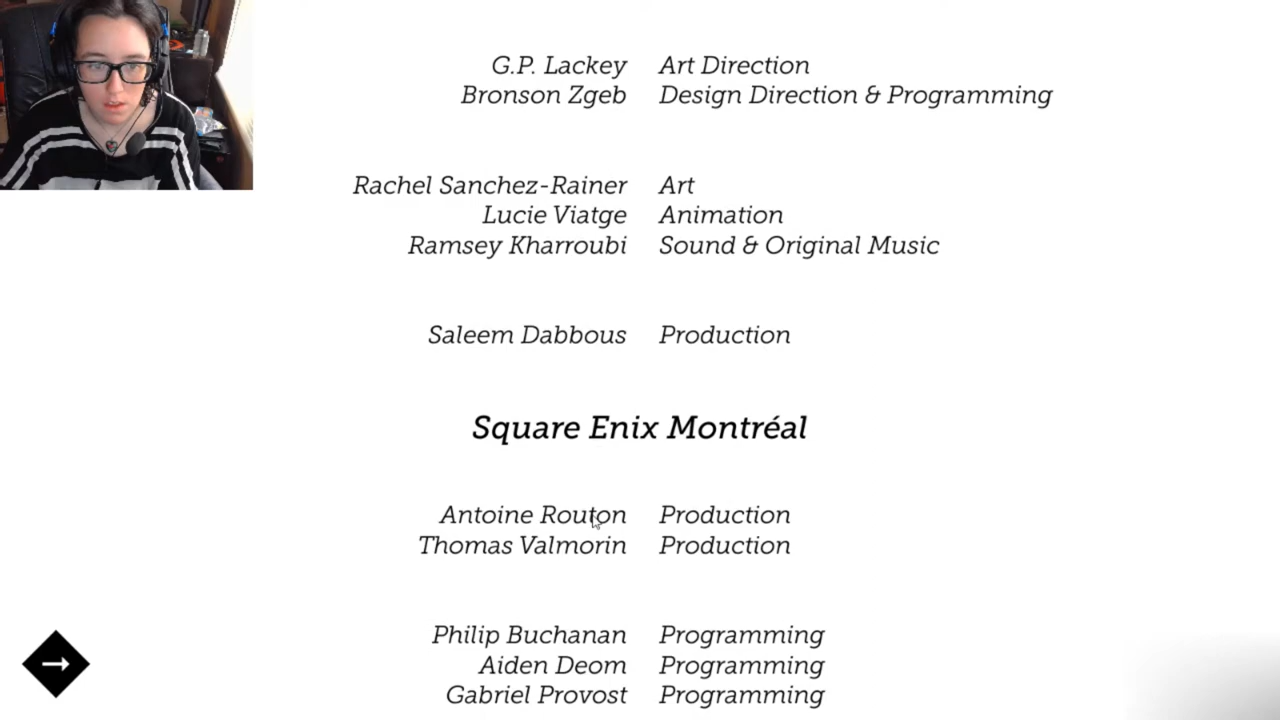 G.P. Lackey Art Direction
Bronson Zgeb Design Direction & Programming
Rachel Sanchez-Rainer Art
Lucie Viatge Animation
Ramsey Kharroubi Sound & Original Music
Saleem Dabbous Production
Square Enix Montréal
Antoine Routon Production
Thomas Valmorin Production
Philip Buchanan Programming
Aiden Deom Programming
Gabriel Provost Programming